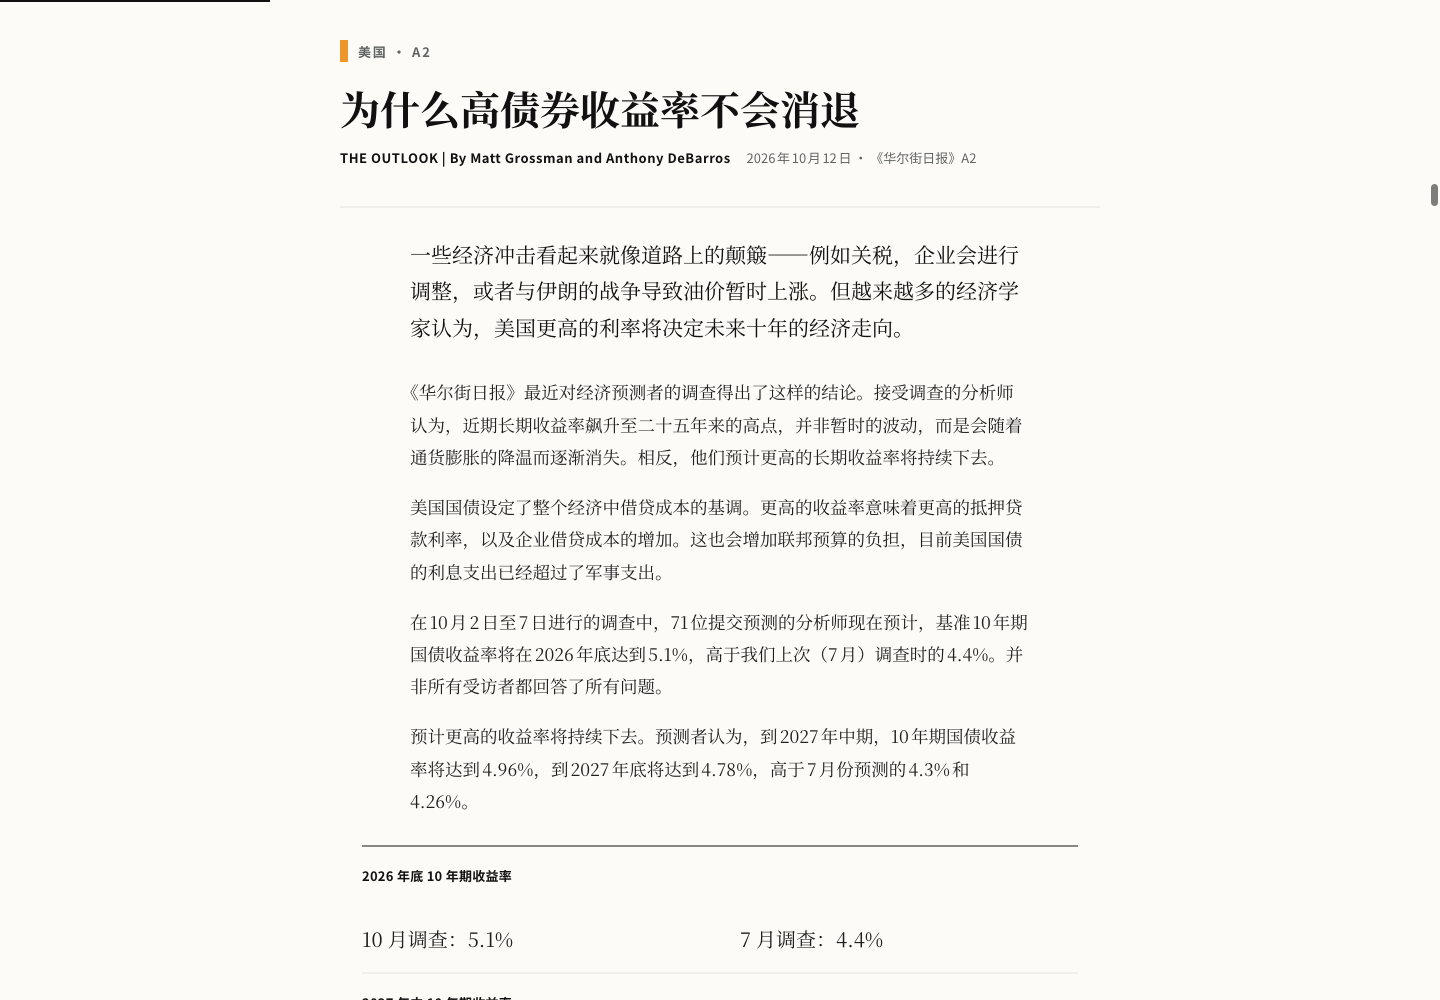 美国 · A2
为什么高债券收益率不会消退
THE OUTLOOK | By Matt Grossman and Anthony DeBarros 2026年10月12日 · 《华尔街日报》A2
一些经济冲击看起来就像道路上的颠簸——例如关税，企业会进行
调整，或者与伊朗的战争导致油价暂时上涨。但越来越多的经济学
家认为，美国更高的利率将决定未来十年的经济走向。
《华尔街日报》最近对经济预测者的调查得出了这样的结论。接受调查的分析师
认为，近期长期收益率飙升至二十五年来的高点，并非暂时的波动，而是会随着
通货膨胀的降温而逐渐消失。相反，他们预计更高的长期收益率将持续下去。
美国国债设定了整个经济中借贷成本的基调。更高的收益率意味着更高的抵押贷
款利率，以及企业借贷成本的增加。这也会增加联邦预算的负担，目前美国国债
的利息支出已经超过了军事支出。
在10月2日至7日进行的调查中，71位提交预测的分析师现在预计，基准10年期
国债收益率将在2026年底达到5.1%，高于我们上次（7月）调查时的4.4%。并
非所有受访者都回答了所有问题。
预计更高的收益率将持续下去。预测者认为，到2027年中期，10年期国债收益
率将达到4.96%，到2027年底将达到4.78%，高于7月份预测的4.3%和
4.26%。
2026 年底 10 年期收益率
10 月调查：5.1% 7 月调查：4.4%